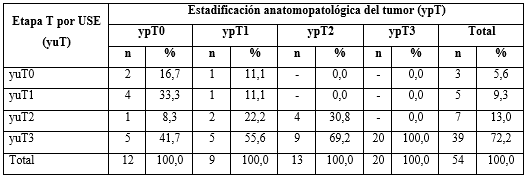 Etapa T por USE (yuT) Estadificación anatomopatológica del tumor (ypT)
ypT0 ypT1 ypT2 ypT3 Total
n % n % n % n % n %
yuT0 2 16,7 1 11,1 - 0,0 - 0,0 3 5,6
yuT1 4 33,3 1 11,1 - 0,0 - 0,0 5 9,3
yuT2 1 8,3 2 22,2 4 30,8 - 0,0 7 13,0
yuT3 5 41,7 5 55,6 9 69,2 20 100,0 39 72,2
Total 12 100,0 9 100,0 13 100,0 20 100,0 54 100,0